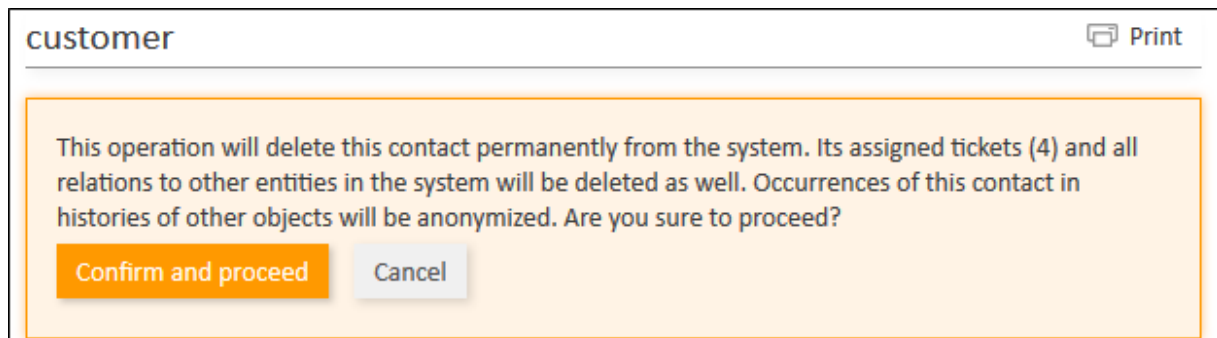 customer
Print
This operation will delete this contact permanently from the system. Its assigned tickets (4) and all
relations to other entities in the system will be deleted as well. Occurrences of this contact in
histories of other objects will be anonymized. Are you sure to proceed?
Confirm and proceed
Cancel